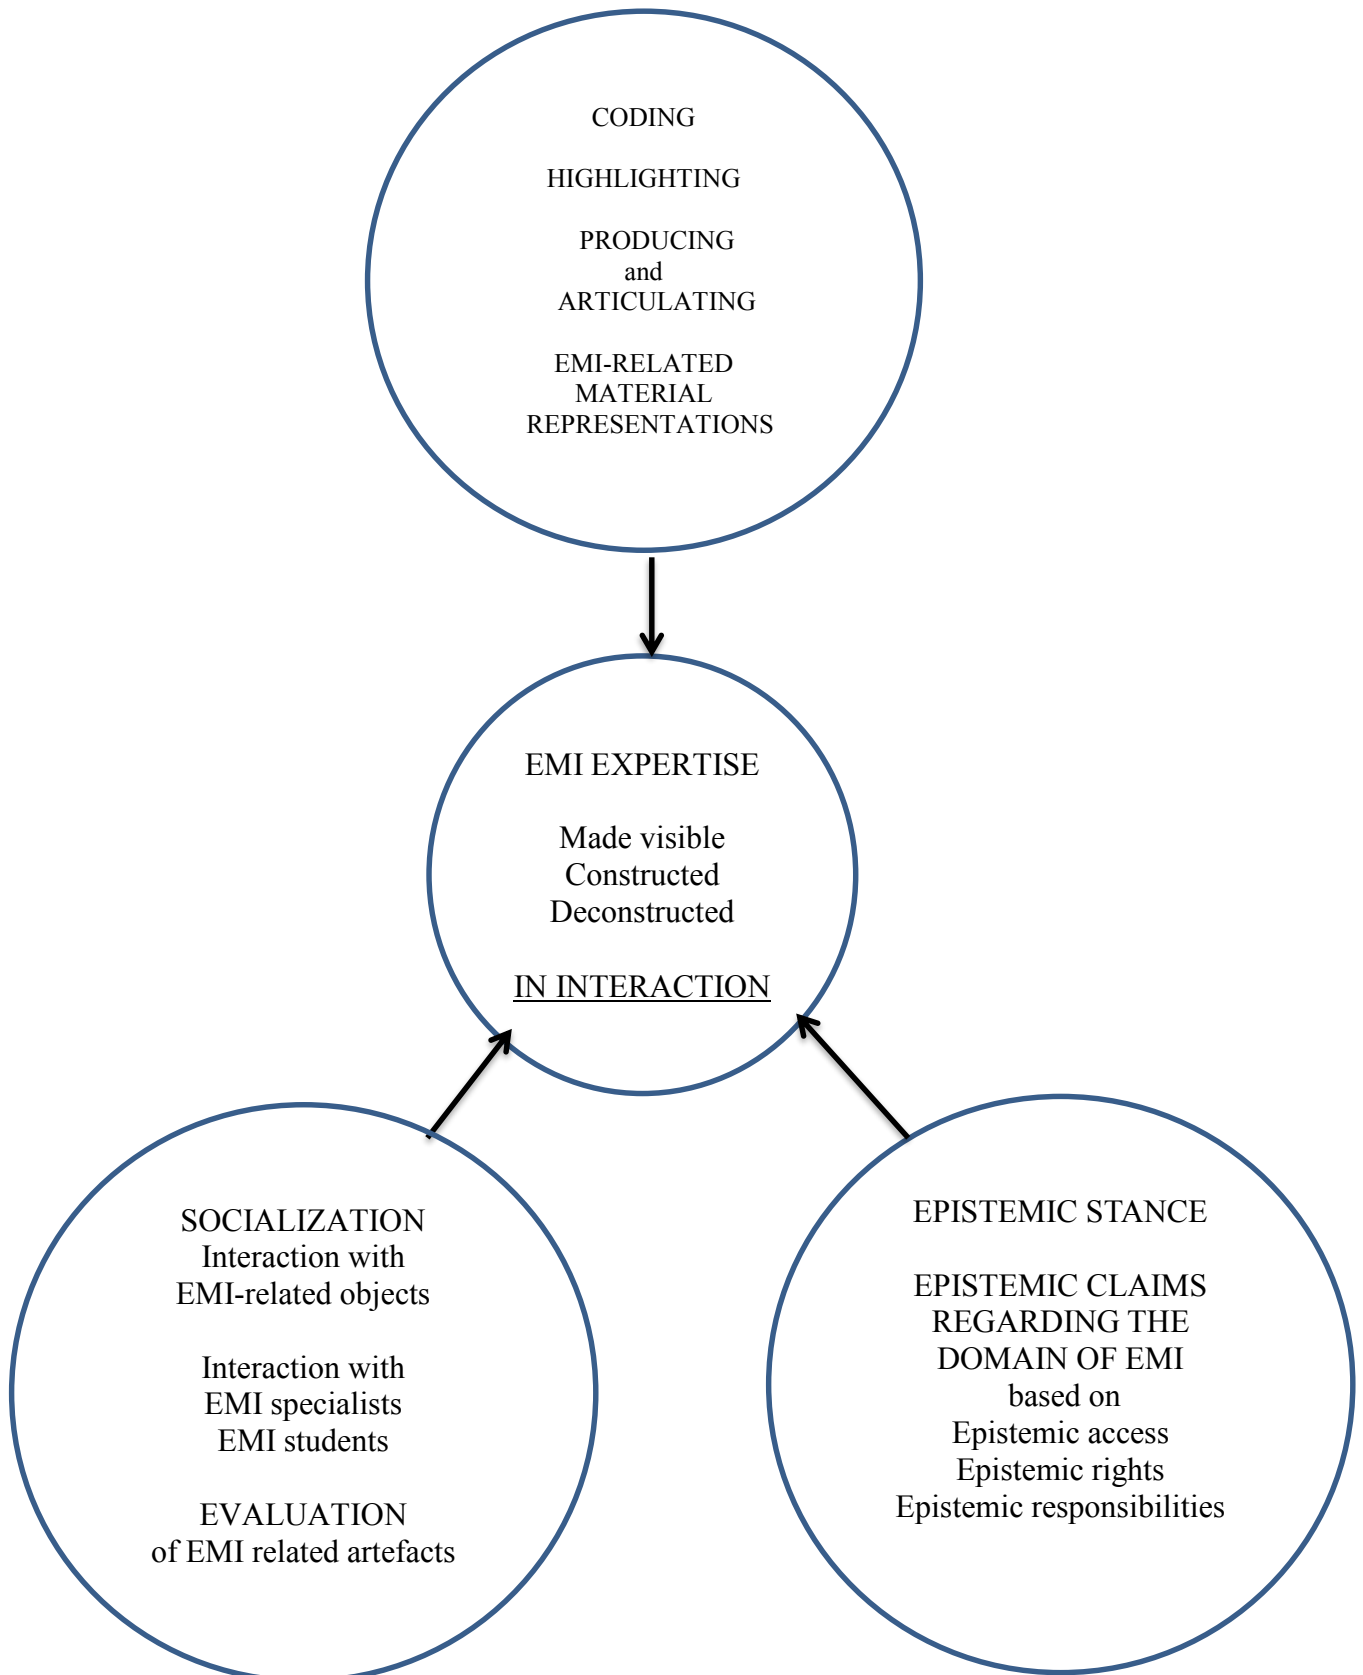 CODING
HIGHLIGHTING
PRODUCING
and
ARTICULATING
EMI-RELATED
MATERIAL
REPRESENTATIONS
EMI EXPERTISE
Made visible
Constructed
Deconstructed
IN INTERACTION
SOCIALIZATION
Interaction with
EMI-related objects
Interaction with
EMI specialists
EMI students
EVALUATION
of EMI related artefacts
EPISTEMIC STANCE
EPISTEMIC CLAIMS
REGARDING THE
DOMAIN OF EMI
based on
Epistemic access
Epistemic rights
Epistemic responsibilities